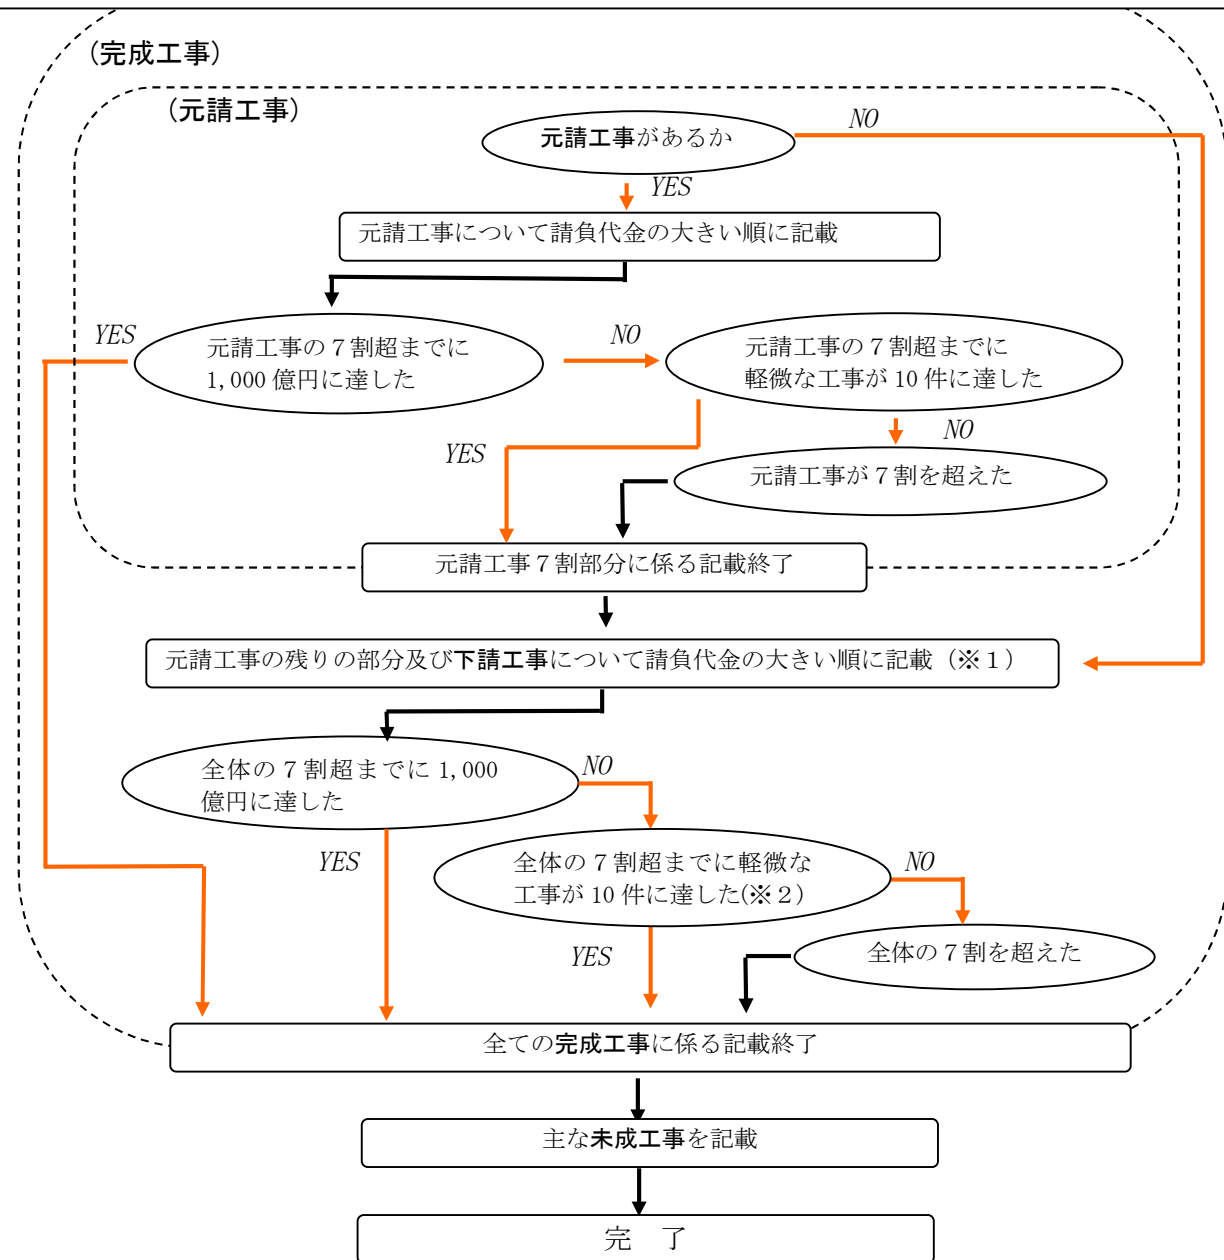 (完成工事)
(元請工事)
元請工事があるか
NO
YES
元請工事について請負代金の大きい順に記載
YES
元請工事の７割超までに
1,000 億円に達した
NO
元請工事の７割超までに
軽微な工事が 10 件に達した
YES
NO
元請工事が７割を超えた
元請工事７割部分に係る記載終了
元請工事の残りの部分及び下請工事について請負代金の大きい順に記載（※１）
全体の７割超までに 1,000
億円に達した
NO
YES
全体の７割超までに軽微な
工事が 10 件に達した(※２)
NO
YES
全体の７割を超えた
全ての完成工事に係る記載終了
主な未成工事を記載
完　了